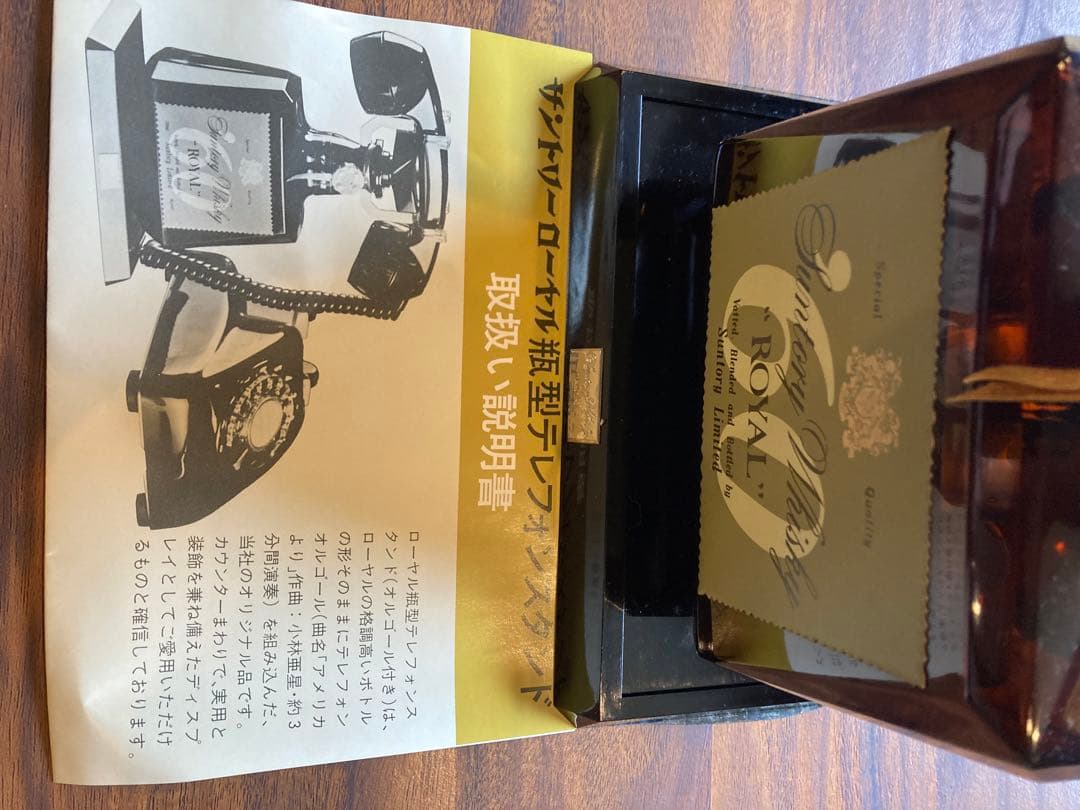 サントリーローヤル瓶型テレフォンスタンド
取扱い説明書
ローヤル瓶型テレフォンス
タンド(オルゴール付き)は、
ローヤルの格調高いボトル
の形そのままにテレフォン
オルゴール(曲名「アメリカ
より」作曲:小林亜星・約3
分間演奏)を組み込んだ、
当社のオリジナル品です。
カウンターまわりで、実用と
装飾を兼ね備えたディスプ
レイとしてご愛用いただけ
るものと確信しております。
Suntory Whisky
"ROYAL"
60
Suntory Limited
Special Quality
Suntory Whisky
60
"ROYAL"
Vatted Blended and Bottled by
Suntory Limited